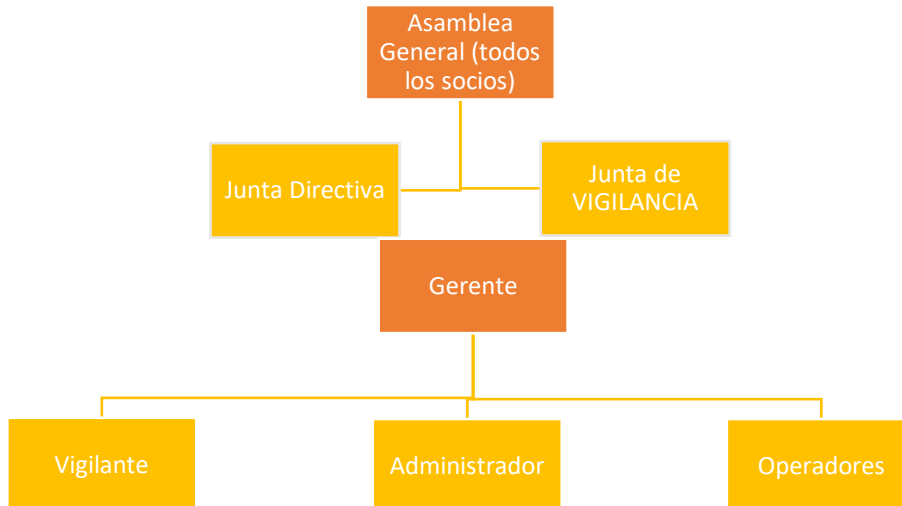 Asamblea
General (todos
los socios)
Junta Directiva
Junta de
VIGILANCIA
Gerente
Vigilante
Administrador
Operadores